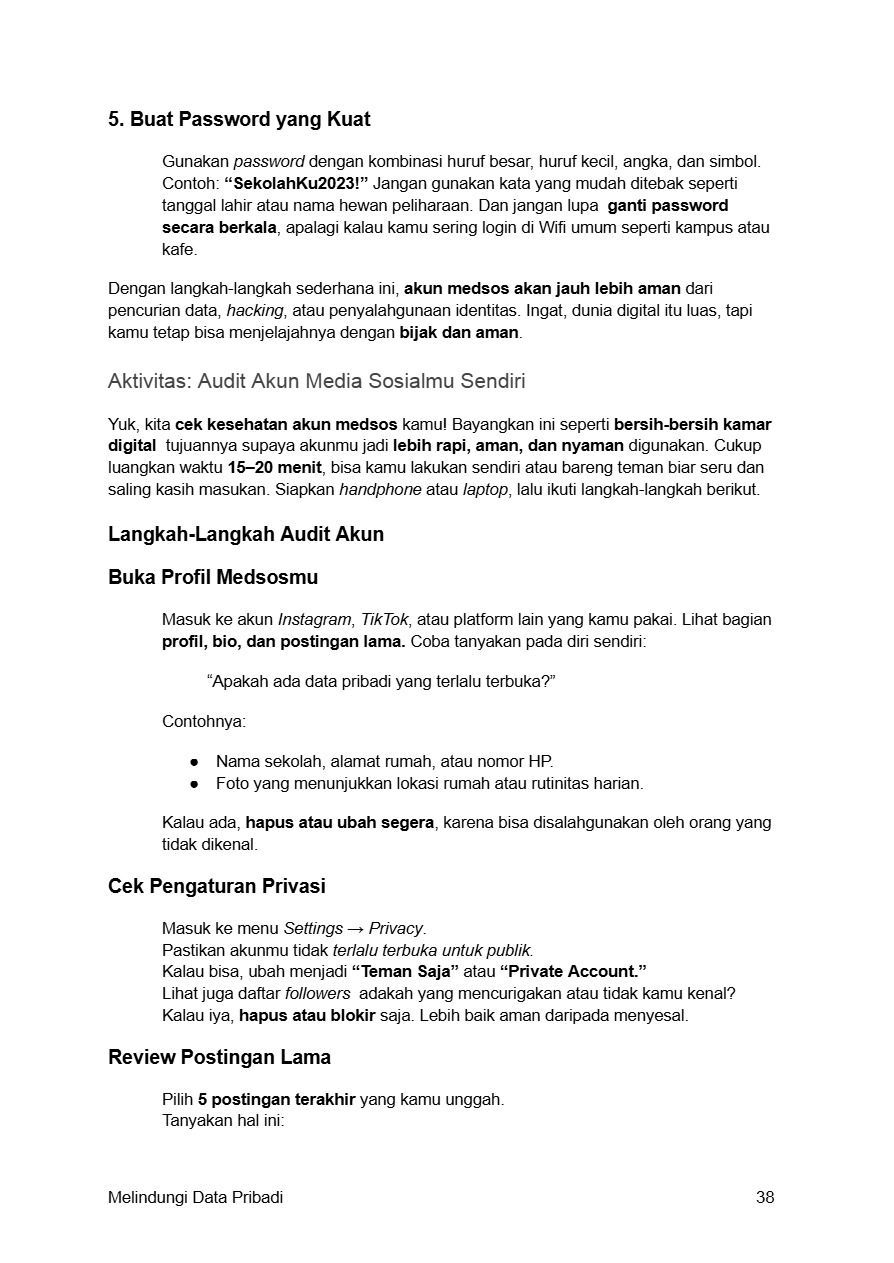 5. Buat Password yang Kuat
Gunakan password dengan kombinasi huruf besar, huruf kecil, angka, dan simbol.
Contoh: “SekolahKu2023!” Jangan gunakan kata yang mudah ditebak seperti
tanggal lahir atau nama hewan peliharaan. Dan jangan lupa  ganti password
secara berkala, apalagi kalau kamu sering login di Wifi umum seperti kampus atau
kafe.
Dengan langkah-langkah sederhana ini, akun medsos akan jauh lebih aman dari
pencurian data, hacking, atau penyalahgunaan identitas. Ingat, dunia digital itu luas, tapi
kamu tetap bisa menjelajahnya dengan bijak dan aman.
Aktivitas: Audit Akun Media Sosialmu Sendiri
Yuk, kita cek kesehatan akun medsos kamu! Bayangkan ini seperti bersih-bersih kamar
digital  tujuannya supaya akunmu jadi lebih rapi, aman, dan nyaman digunakan. Cukup
luangkan waktu 15–20 menit, bisa kamu lakukan sendiri atau bareng teman biar seru dan
saling kasih masukan. Siapkan handphone atau laptop, lalu ikuti langkah-langkah berikut.
Langkah-Langkah Audit Akun
Buka Profil Medsosmu
Masuk ke akun Instagram, TikTok, atau platform lain yang kamu pakai. Lihat bagian
profil, bio, dan postingan lama. Coba tanyakan pada diri sendiri:
“Apakah ada data pribadi yang terlalu terbuka?”
Contohnya:
● Nama sekolah, alamat rumah, atau nomor HP.
● Foto yang menunjukkan lokasi rumah atau rutinitas harian.
Kalau ada, hapus atau ubah segera, karena bisa disalahgunakan oleh orang yang
tidak dikenal.
Cek Pengaturan Privasi
Masuk ke menu Settings → Privacy.
Pastikan akunmu tidak terlalu terbuka untuk publik.
Kalau bisa, ubah menjadi “Teman Saja” atau “Private Account.”
Lihat juga daftar followers  adakah yang mencurigakan atau tidak kamu kenal?
Kalau iya, hapus atau blokir saja. Lebih baik aman daripada menyesal.
Review Postingan Lama
Pilih 5 postingan terakhir yang kamu unggah.
Tanyakan hal ini:
Melindungi Data Pribadi 38